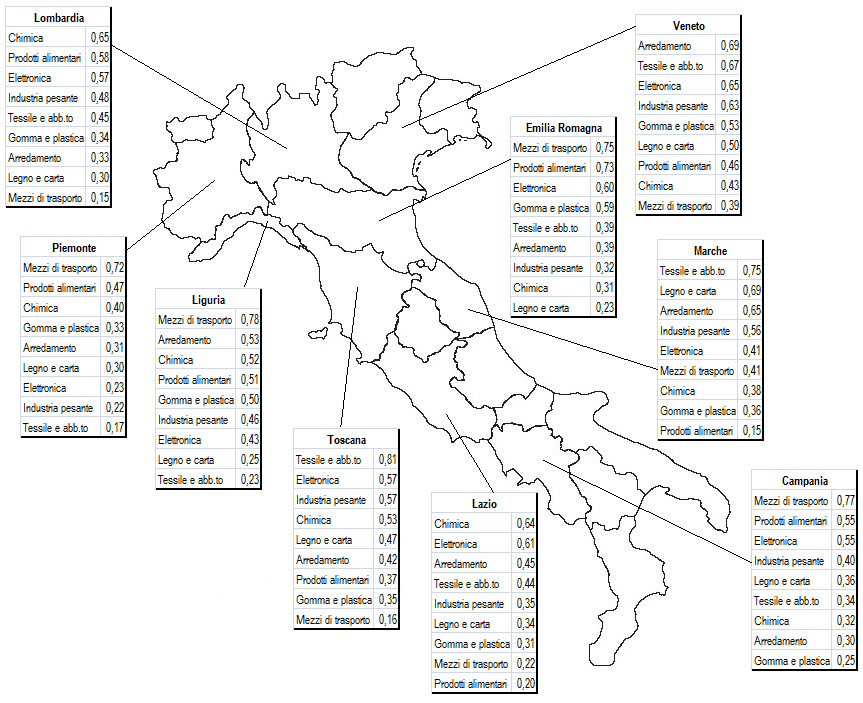 Lombardia
Chimica 0,65
Prodotti alimentari 0,58
Elettronica 0,57
Industria pesante 0,48
Tessile e abb.to 0,45
Gomma e plastica 0,34
Arredamento 0,33
Legno e carta 0,30
Mezzi di trasporto 0,15
Veneto
Arredamento 0,69
Tessile e abb.to 0,67
Elettronica 0,65
Industria pesante 0,63
Gomma e plastica 0,53
Legno e carta 0,50
Prodotti alimentari 0,46
Chimica 0,43
Mezzi di trasporto 0,39
Emilia Romagna
Mezzi di trasporto 0,75
Prodotti alimentari 0,73
Elettronica 0,60
Gomma e plastica 0,59
Tessile e abb.to 0,39
Arredamento 0,39
Industria pesante 0,32
Chimica 0,31
Legno e carta 0,23
Piemonte
Mezzi di trasporto 0,72
Prodotti alimentari 0,47
Chimica 0,40
Gomma e plastica 0,33
Arredamento 0,31
Legno e carta 0,30
Elettronica 0,23
Industria pesante 0,22
Tessile e abb.to 0,17
Marche
Tessile e abb.to 0,75
Legno e carta 0,69
Arredamento 0,65
Industria pesante 0,56
Elettronica 0,41
Mezzi di trasporto 0,41
Chimica 0,38
Gomma e plastica 0,36
Prodotti alimentari 0,15
Liguria
Mezzi di trasporto 0,78
Arredamento 0,53
Chimica 0,52
Prodotti alimentari 0,51
Gomma e plastica 0,50
Industria pesante 0,46
Elettronica 0,43
Legno e carta 0,25
Tessile e abb.to 0,23
Toscana
Tessile e abb.to 0,81
Elettronica 0,57
Industria pesante 0,57
Chimica 0,53
Legno e carta 0,47
Arredamento 0,42
Prodotti alimentari 0,37
Gomma e plastica 0,35
Mezzi di trasporto 0,16
Lazio
Chimica 0,64
Elettronica 0,61
Arredamento 0,45
Tessile e abb.to 0,44
Industria pesante 0,35
Legno e carta 0,34
Gomma e plastica 0,31
Mezzi di trasporto 0,22
Prodotti alimentari 0,20
Campania
Mezzi di trasporto 0,77
Prodotti alimentari 0,55
Elettronica 0,55
Industria pesante 0,40
Legno e carta 0,36
Tessile e abb.to 0,34
Chimica 0,32
Arredamento 0,30
Gomma e plastica 0,25